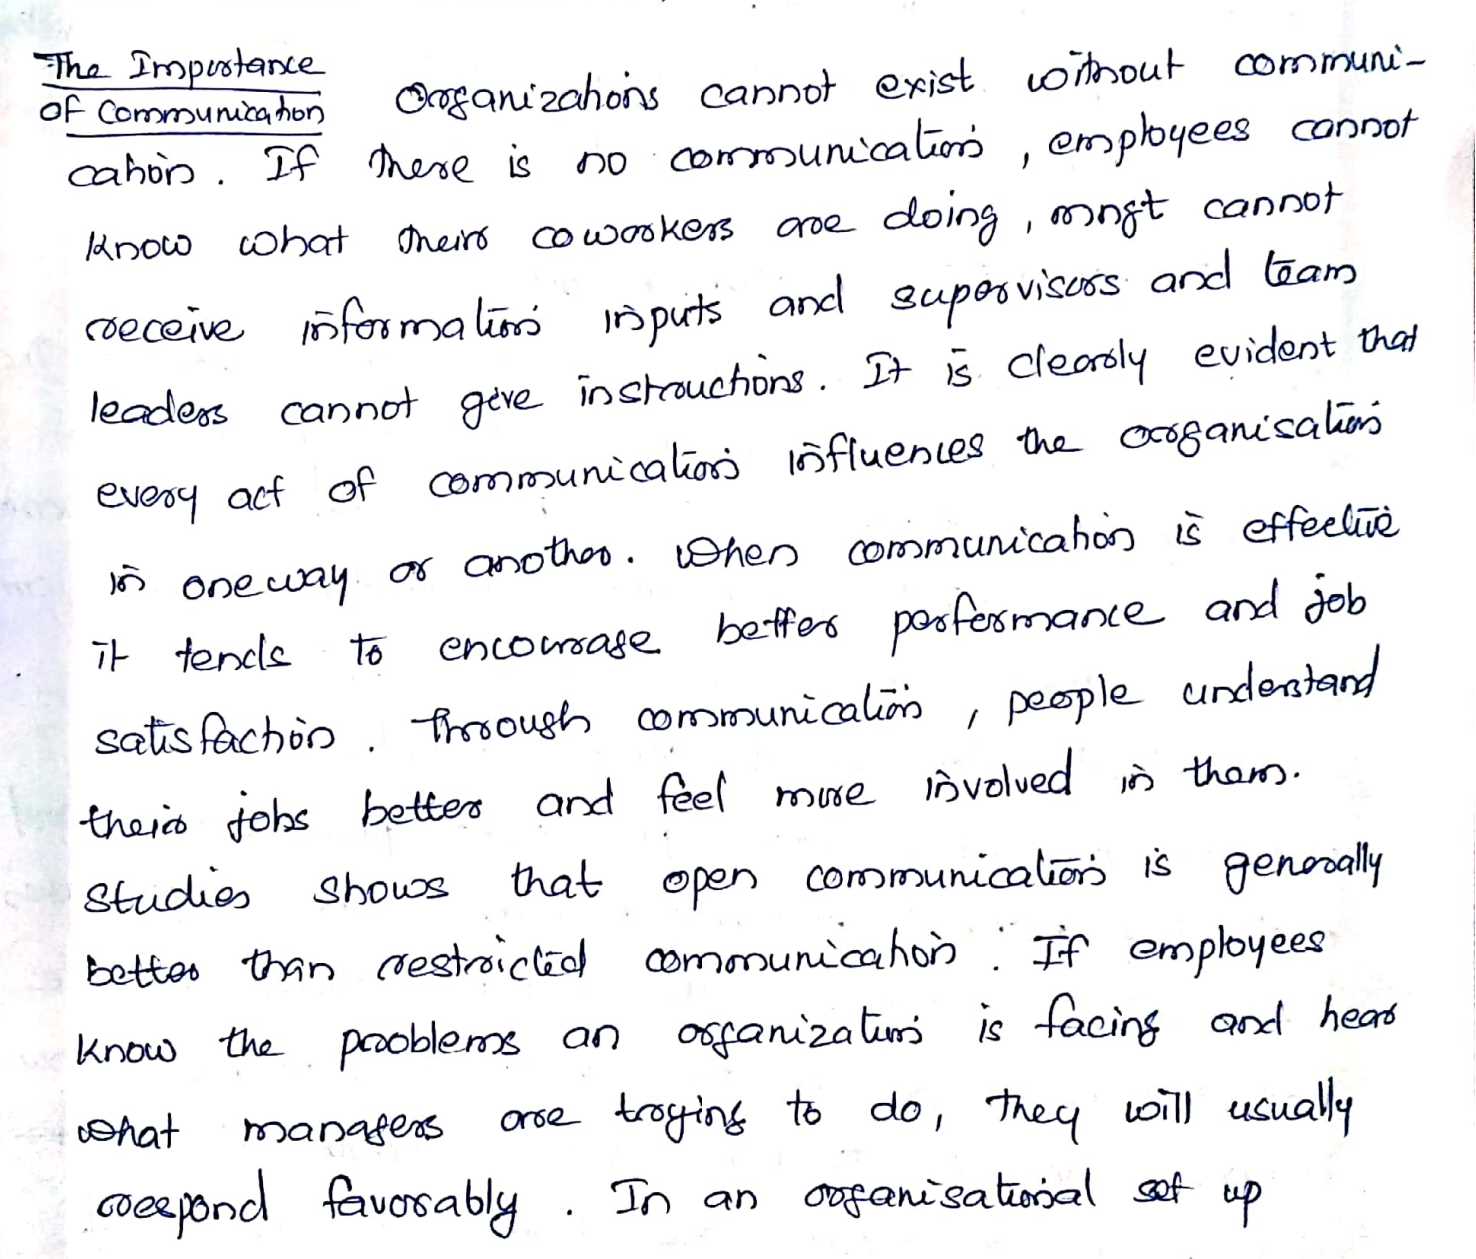 The Importance
of Communication
Organizations cannot exist without communi-
cation. If there is no communication, employees cannot
know what their coworkers are doing, mngt cannot
receive information inputs and supervisors and team
leaders cannot give instructions. It is clearly evident that
every act of communication influences the organisation
in one way or another. When communication is effective
it tends to encourage better performance and job
satisfaction. Through communication, people understand
their jobs better and feel more involved in them.
Studies shows that open communication is generally
better than restricted communication. If employees
know the problems an organization is facing and hear
what managers are trying to do, they will usually
respond favorably. In an organisational set up